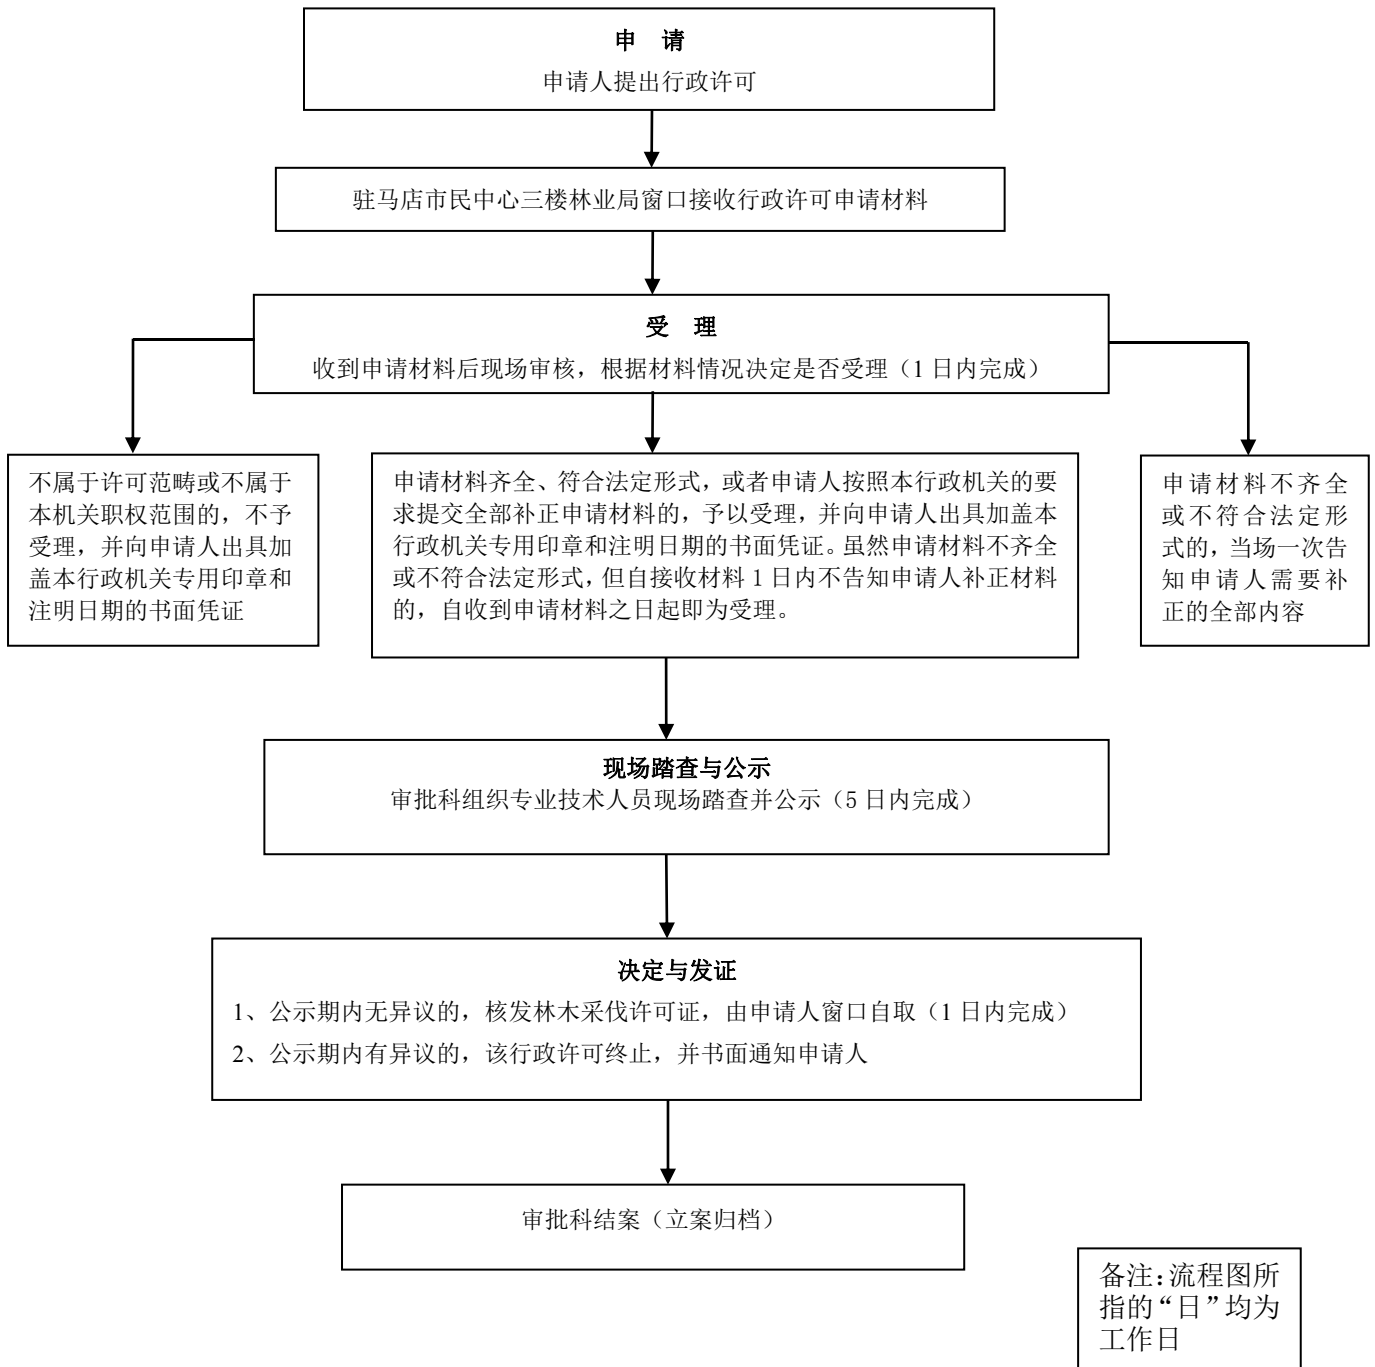 申 请
申请人提出行政许可
驻马店市民中心三楼林业局窗口接收行政许可申请材料
受 理
收到申请材料后现场审核，根据材料情况决定是否受理（1 日内完成）
不属于许可范畴或不属于
本机关职权范围的，不予
受理，并向申请人出具加
盖本行政机关专用印章和
注明日期的书面凭证
申请材料齐全、符合法定形式，或者申请人按照本行政机关的要
求提交全部补正申请材料的，予以受理，并向申请人出具加盖本
行政机关专用印章和注明日期的书面凭证。虽然申请材料不齐全
或不符合法定形式，但自接收材料 1 日内不告知申请人补正材料
的，自收到申请材料之日起即为受理。
申请材料不齐全
或不符合法定形
式的，当场一次告
知申请人需要补
正的全部内容
现场踏查与公示
审批科组织专业技术人员现场踏查并公示（5 日内完成）
决定与发证
1、公示期内无异议的，核发林木采伐许可证，由申请人窗口自取（1 日内完成）
2、公示期内有异议的，该行政许可终止，并书面通知申请人
审批科结案（立案归档）
备注：流程图所
指的“日”均为
工作日